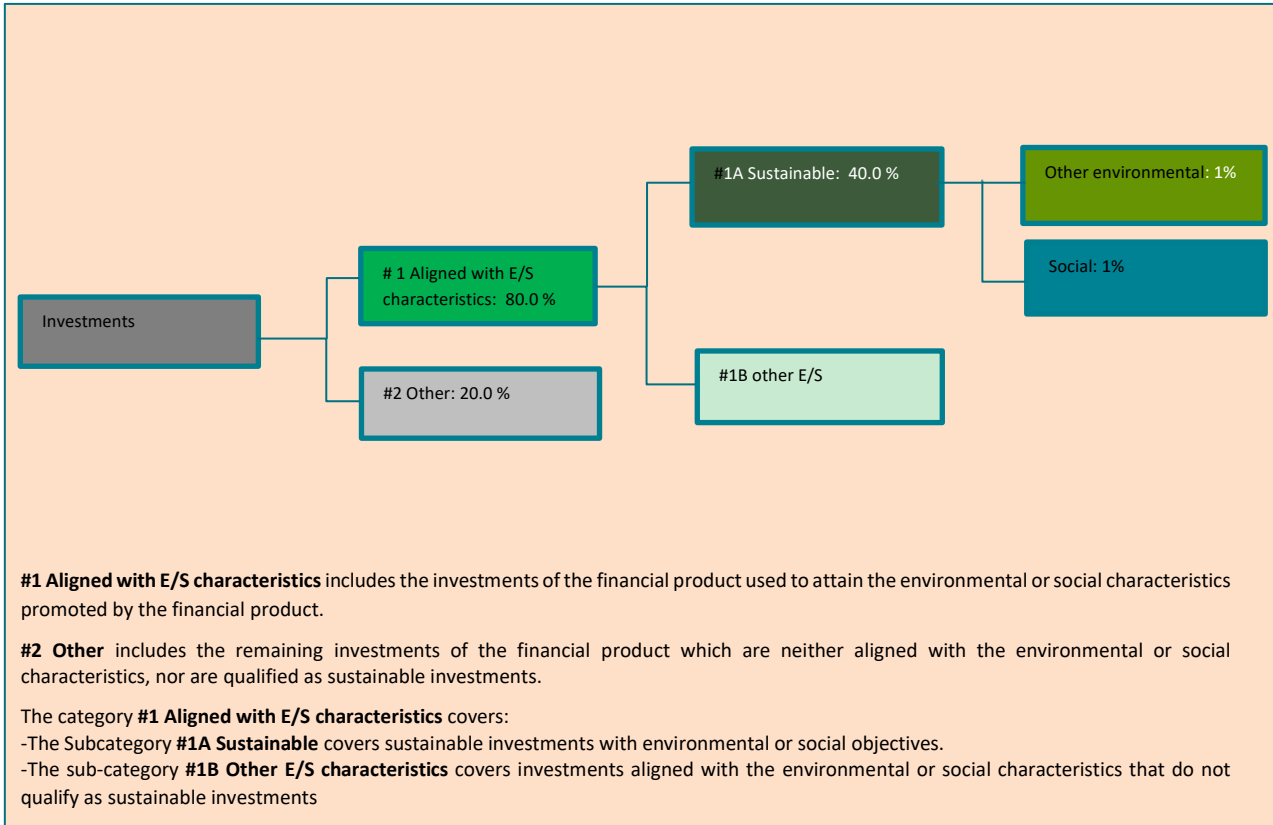 #1A Sustainable: 40.0 %
Other environmental: 1%
# 1 Aligned with E/S
characteristics: 80.0 %
Social: 1%
Investments
#2 Other: 20.0 %
#1B other E/S
#1 Aligned with E/S characteristics includes the investments of the financial product used to attain the environmental or social characteristics
promoted by the financial product.
#2 Other includes the remaining investments of the financial product which are neither aligned with the environmental or social
characteristics, nor are qualified as sustainable investments.
The category #1 Aligned with E/S characteristics covers:
-The Subcategory #1A Sustainable covers sustainable investments with environmental or social objectives.
-The sub-category #1B Other E/S characteristics covers investments aligned with the environmental or social characteristics that do not
qualify as sustainable investments